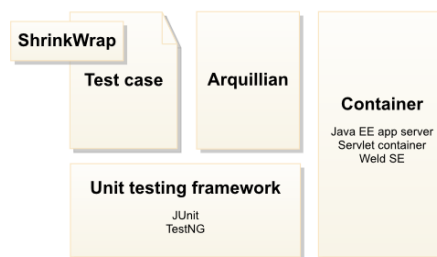 ShrinkWrap
Test case
Arquillian
Container
Java EE app server
Servlet container
Weld SE
Unit testing framework
JUnit
TestNG